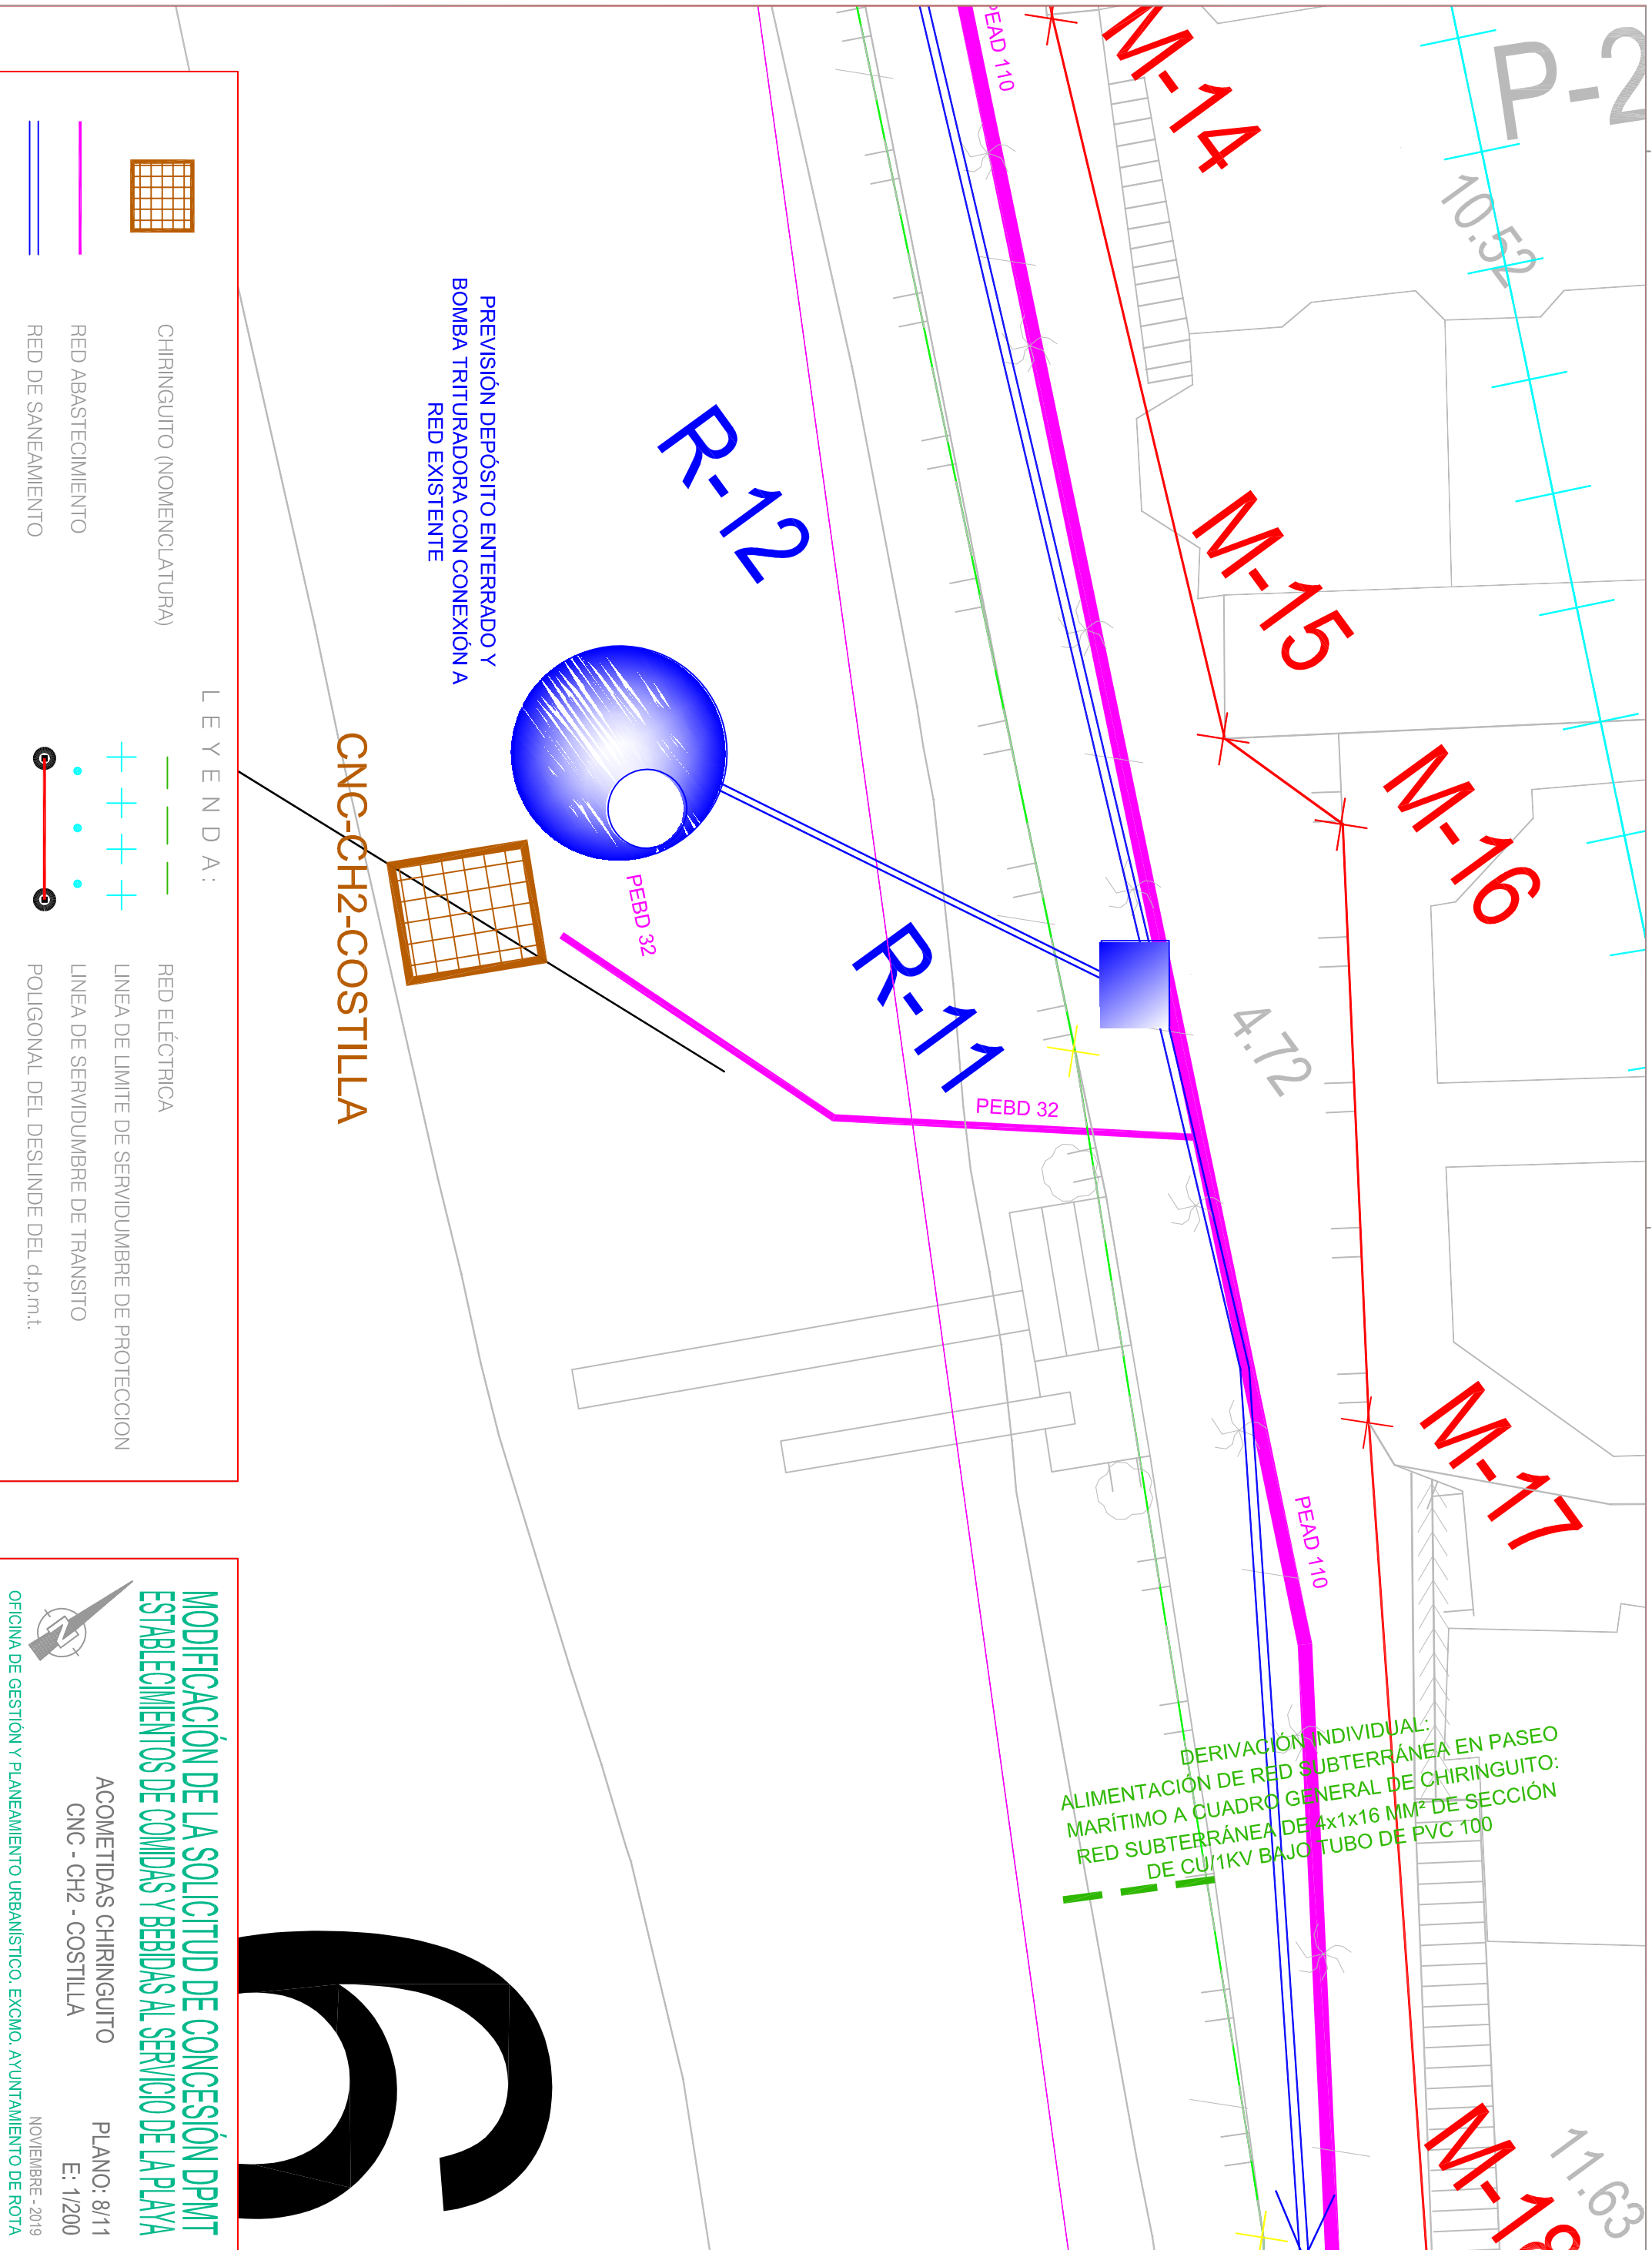 P-2
10.52
M-14
PEAD 110
M-15
M-16
R-12
PREVISIÓN DEPÓSITO ENTERRADO Y
BOMBA TRITURADORA CON CONEXIÓN A
RED EXISTENTE
PEBD 32
R-11
4.72
PEBD 32
CNC-CH2-COSTILLA
M-17
PEAD 110
DERIVACIÓN INDIVIDUAL:
ALIMENTACIÓN DE RED SUBTERRÁNEA EN PASEO
MARÍTIMO A CUADRO GENERAL DE CHIRINGUITO:
RED SUBTERRÁNEA DE 4x1x16 MM² DE SECCIÓN
DE CU/1KV BAJO TUBO DE PVC 100
M-18
11.63
L E Y E N D A :
CHIRINGUITO (NOMENCLATURA)
RED ABASTECIMIENTO
RED DE SANEAMIENTO
RED ELÉCTRICA
LINEA DE LIMITE DE SERVIDUMBRE DE PROTECCION
LINEA DE SERVIDUMBRE DE TRANSITO
POLIGONAL DEL DESLINDE DEL d.p.m.t.
MODIFICACIÓN DE LA SOLICITUD DE CONCESIÓN DPMT
ESTABLECIMIENTOS DE COMIDAS Y BEBIDAS AL SERVICIO DE LA PLAYA
N
ACOMETIDAS CHIRINGUITO
CNC - CH2 - COSTILLA
PLANO: 8/11
E: 1/200
NOVIEMBRE - 2019
OFICINA DE GESTIÓN Y PLANEAMIENTO URBANÍSTICO. EXCMO. AYUNTAMIENTO DE ROTA